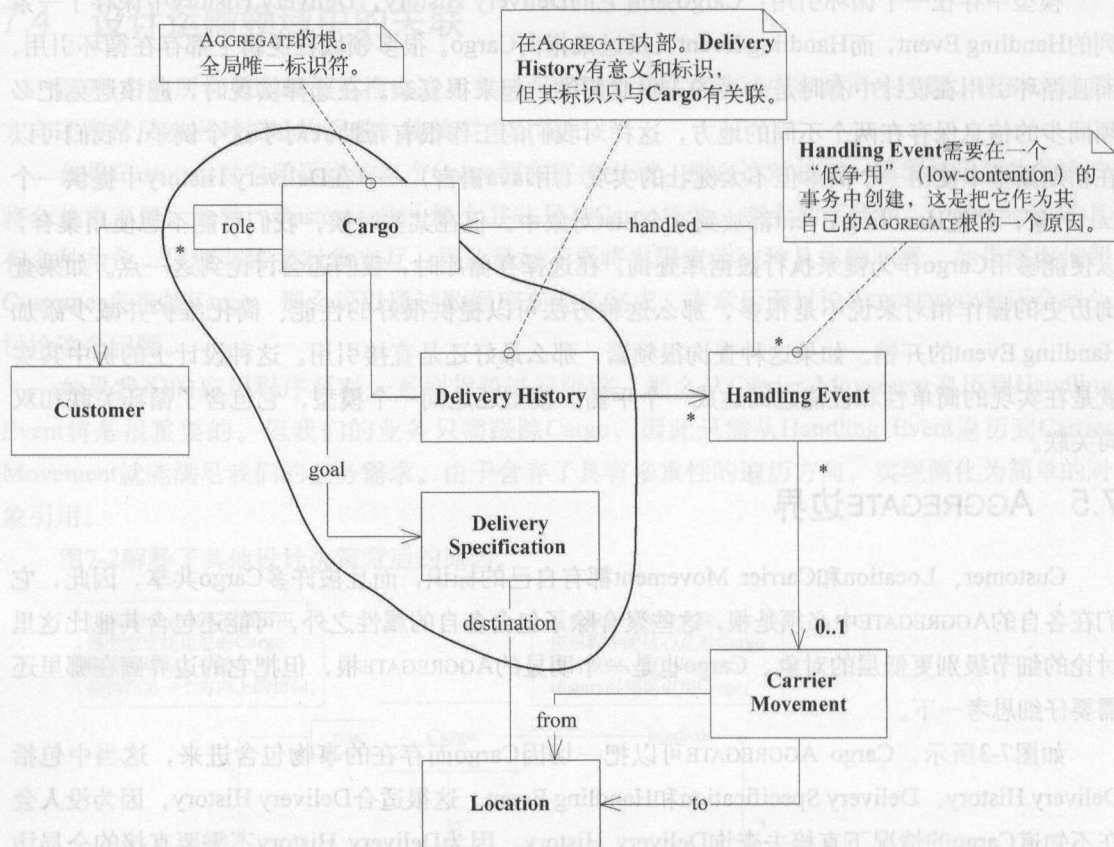 AGGREGATE的根。
全局唯一标识符。
在AGGREGATE内部。Delivery
History有意义和标识，
但其标识只与Cargo有关联。
Handling Event需要在一个
“低争用”（low-contention）的
事务中创建，这是把它作为其
自己的AGGREGATE根的一个原因。
role
Cargo
handled
*
*
Customer
Delivery History
Handling Event
*
goal
*
Delivery
Specification
destination
0..1
Carrier
Movement
from
Location
to